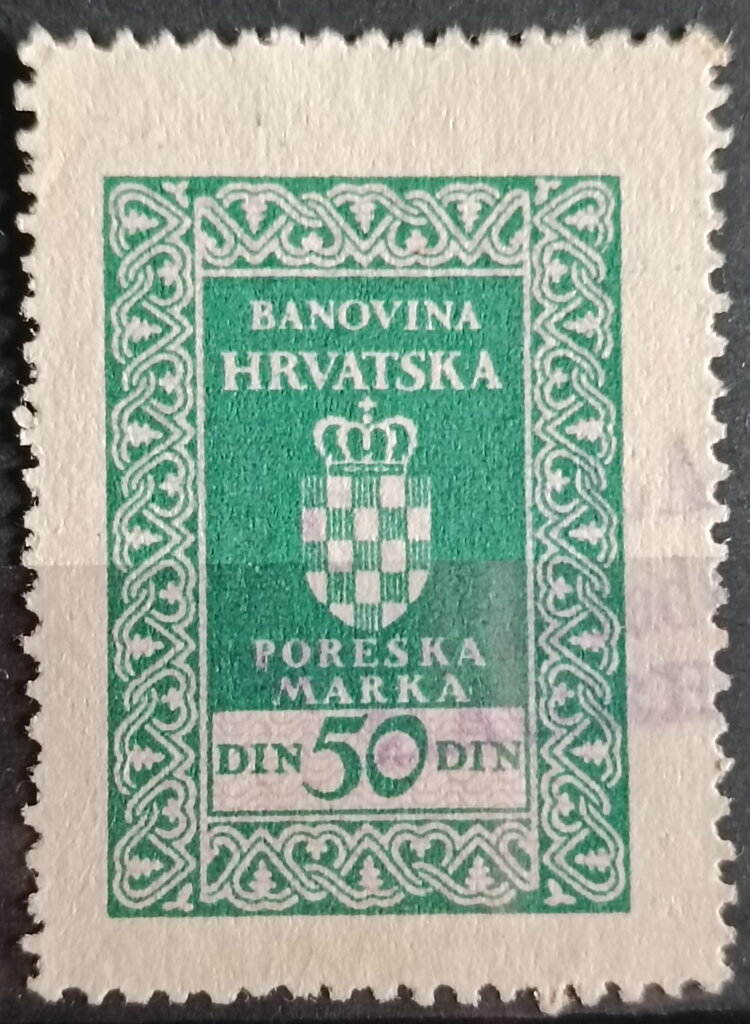 BANOVINA
HRVATSKA
PORESKA
MARKA
DIN 50 DIN